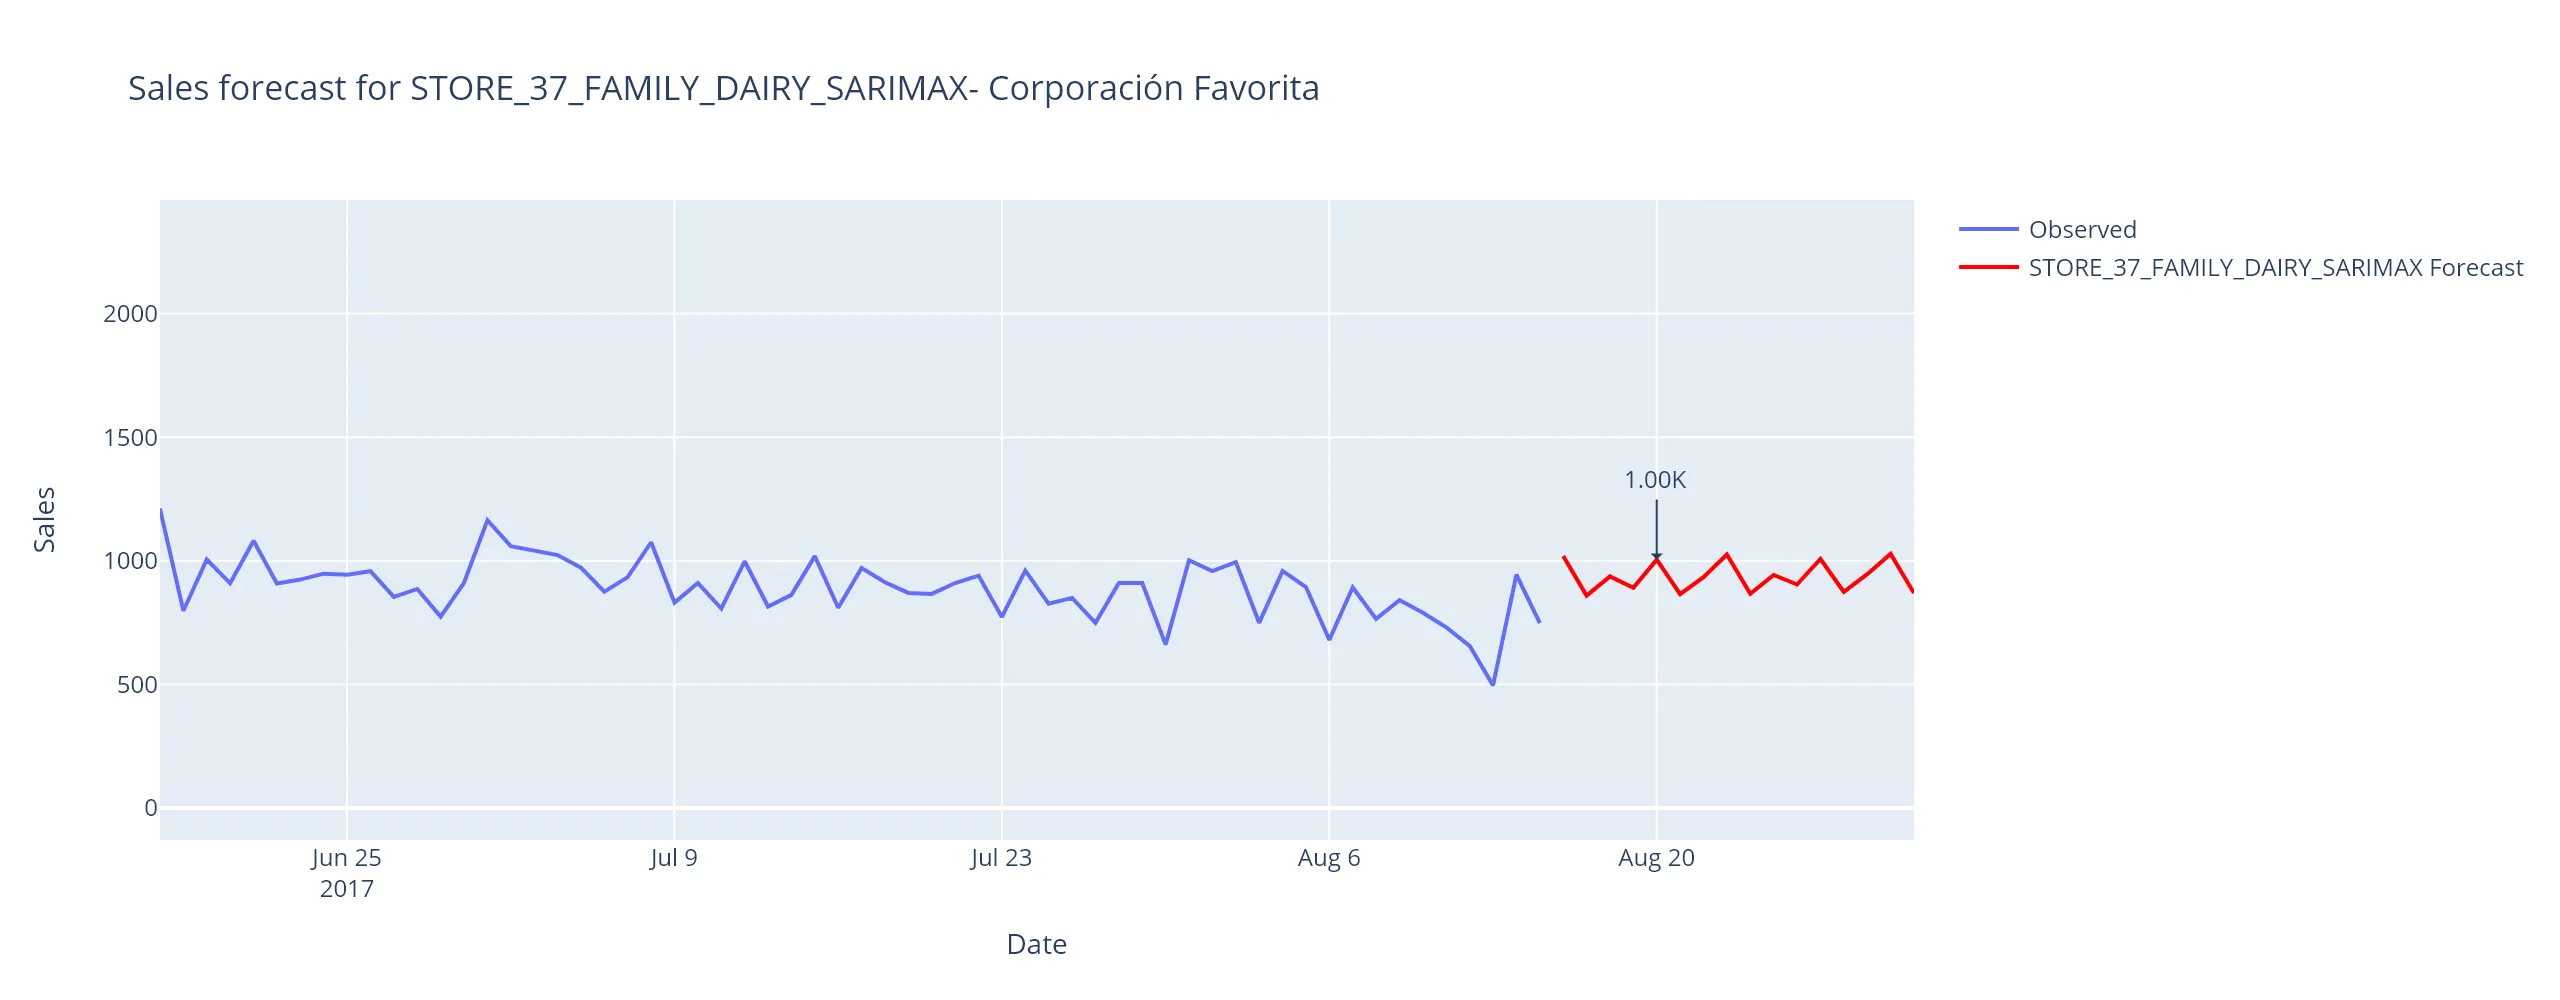 Sales forecast for STORE_37_FAMILY_DAIRY_SARIMAX- Corporación Favorita
Observed
STORE_37_FAMILY_DAIRY_SARIMAX Forecast
2000
1500
1.00K
1000
500
0
Sales
Jun 25
2017
Jul 9
Jul 23
Aug 6
Aug 20
Date